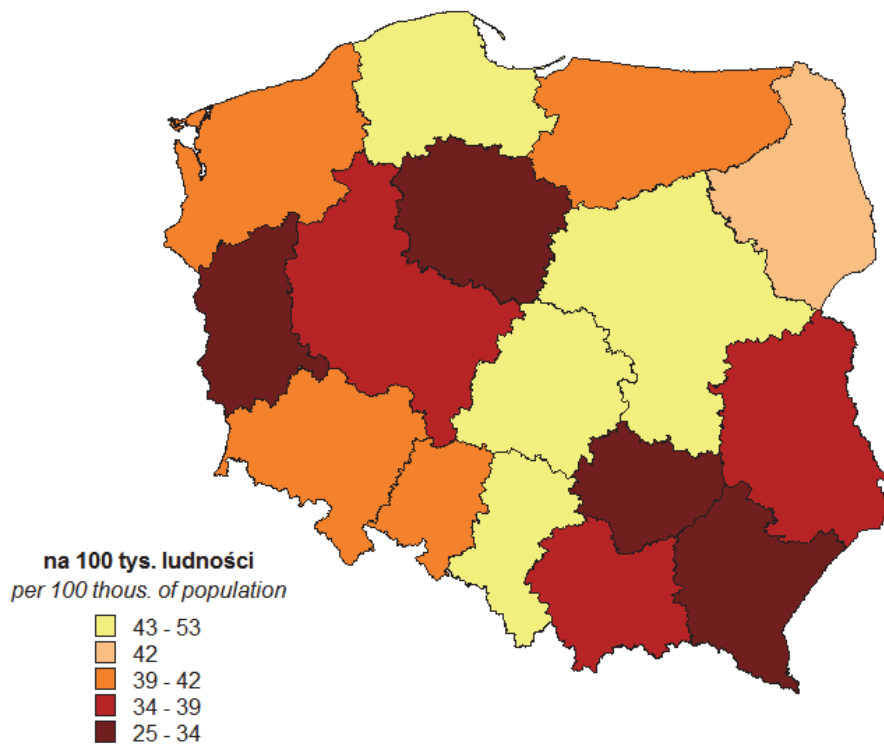 na 100 tys. ludności
per 100 thous. of population
43 - 53
42
39 - 42
34 - 39
25 - 34